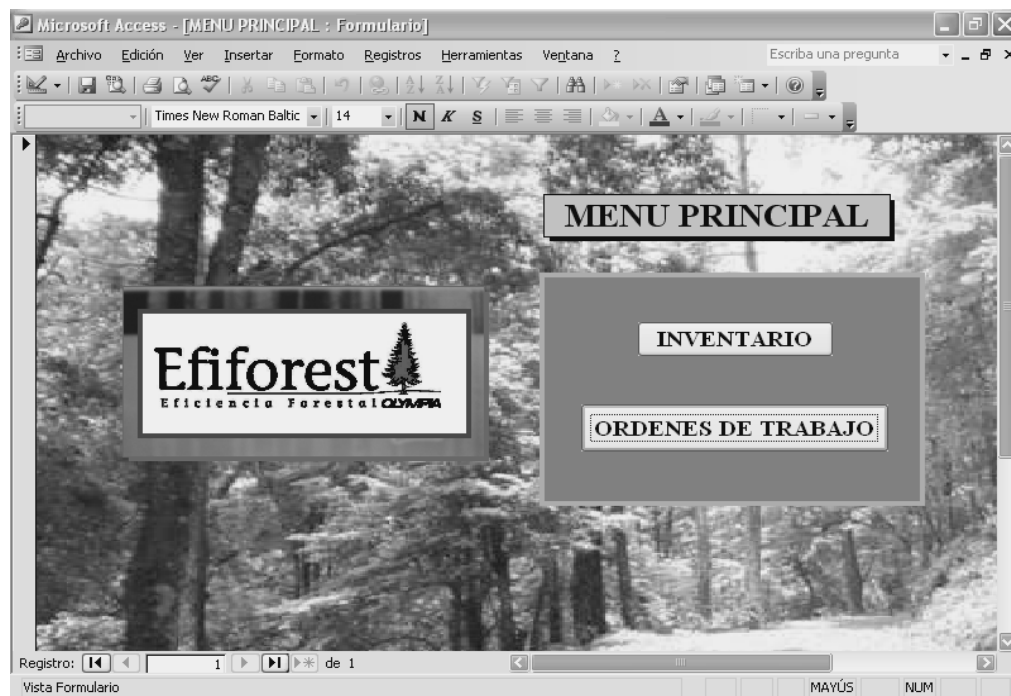 Microsoft Access - [MENU PRINCIPAL : Formulario]
Archivo Edición Ver Insertar Formato Registros Herramientas Ventana ? Escriba una pregunta
Times New Roman Baltic 14 N K S A
MENU PRINCIPAL
INVENTARIO
Efiforest
Eficiencia Forestal OLYMPIA
ORDENES DE TRABAJO
Registro: 1 de 1
Vista Formulario MAYÚS NUM